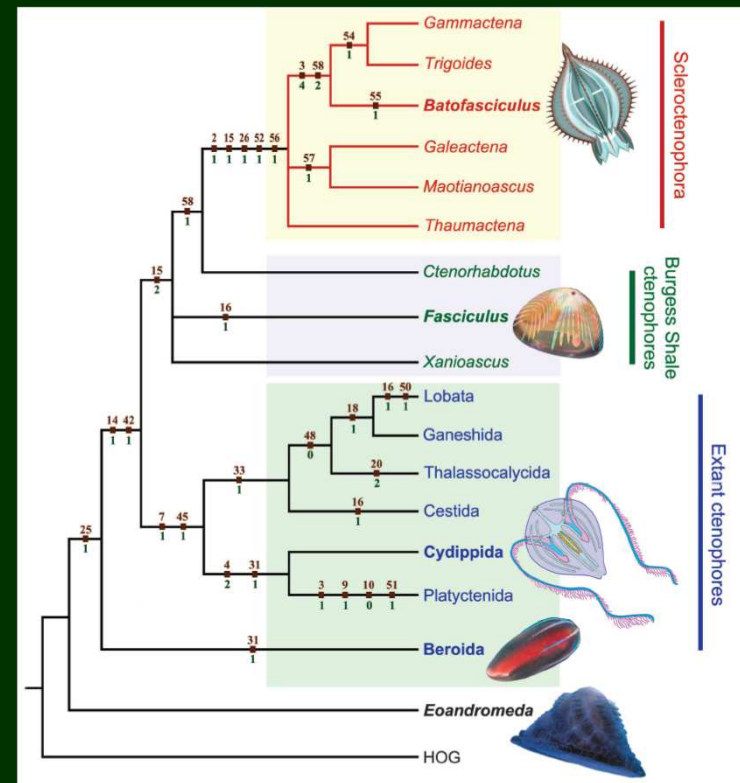 Gammactena
54
1
Trigoides
3 58
4 2
55
1
Batofasciculus
2 15 26 52 56
1 1 1 1 1
Galeactena
57
1
Maotianoascus
Thaumactena
Scleroctenophora
58
1
Ctenorhabdotus
15
2
16
1
Fasciculus
Xanioascus
Burgess Shale
ctenophores
16 50
1 1
Lobata
18
1
Ganeshida
14 42
1 1
48
0
20
2
Thalassocalycida
33
1
16
1
Cestida
7 45
1 1
Cydippida
4 31
2 1
3 9 10 51
1 1 0 1
Platyctenida
25
1
31
1
Beroida
Extant ctenophores
Eoandromeda
HOG